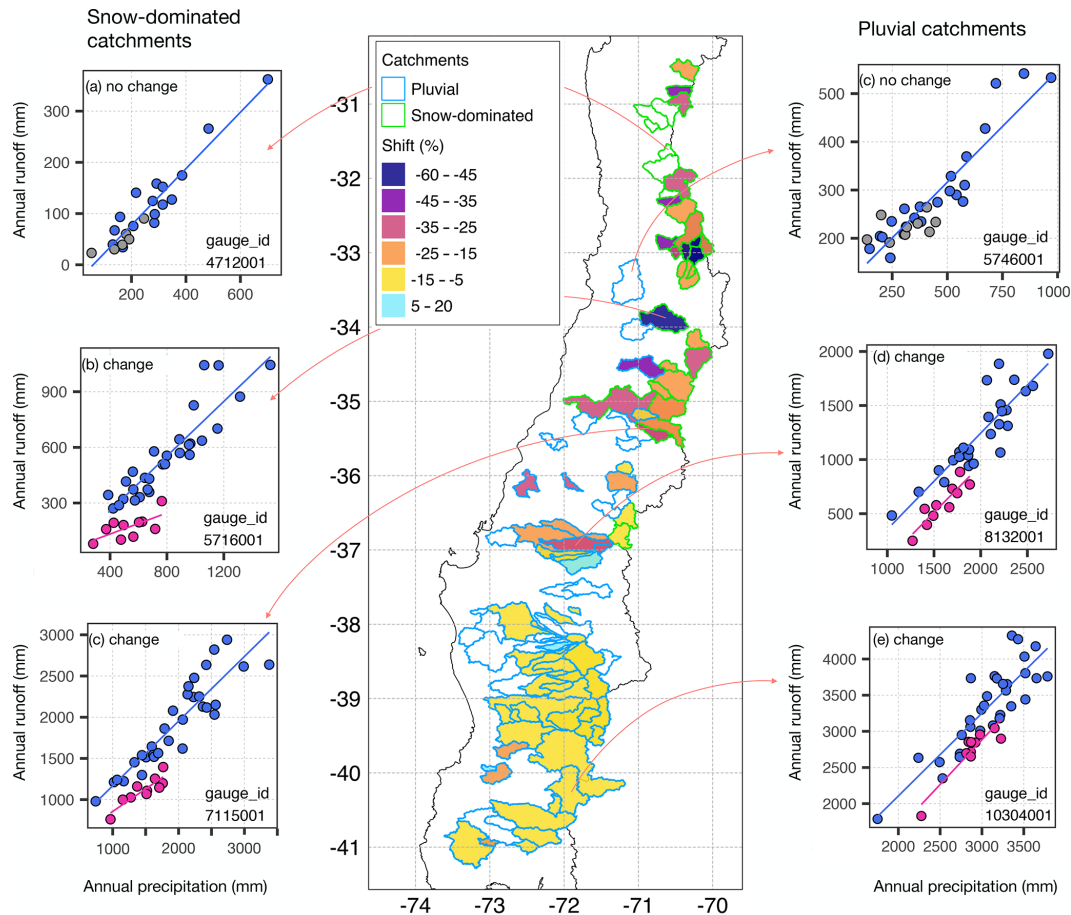 Snow-dominated
catchments
Pluvial catchments
(a) no change
Annual runoff (mm)
300
200
100
0
200
400
600
gauge_id
4712001
(b) change
Annual runoff (mm)
900
600
300
400
800
1200
gauge_id
5716001
(c) change
Annual runoff (mm)
3000
2500
2000
1500
1000
1000
2000
3000
gauge_id
7115001
Annual precipitation (mm)
Catchments
Pluvial
Snow-dominated
Shift (%)
-60 - -45
-45 - -35
-35 - -25
-25 - -15
-15 - -5
5 - 20
-31
-32
-33
-34
-35
-36
-37
-38
-39
-40
-41
-74
-73
-72
-71
-70
(c) no change
Annual runoff (mm)
500
400
300
200
250
500
750
1000
gauge_id
5746001
(d) change
Annual runoff (mm)
2000
1500
1000
500
1000
1500
2000
2500
gauge_id
8132001
(e) change
Annual runoff (mm)
4000
3500
3000
2500
2000
2000
2500
3000
3500
gauge_id
10304001
Annual precipitation (mm)